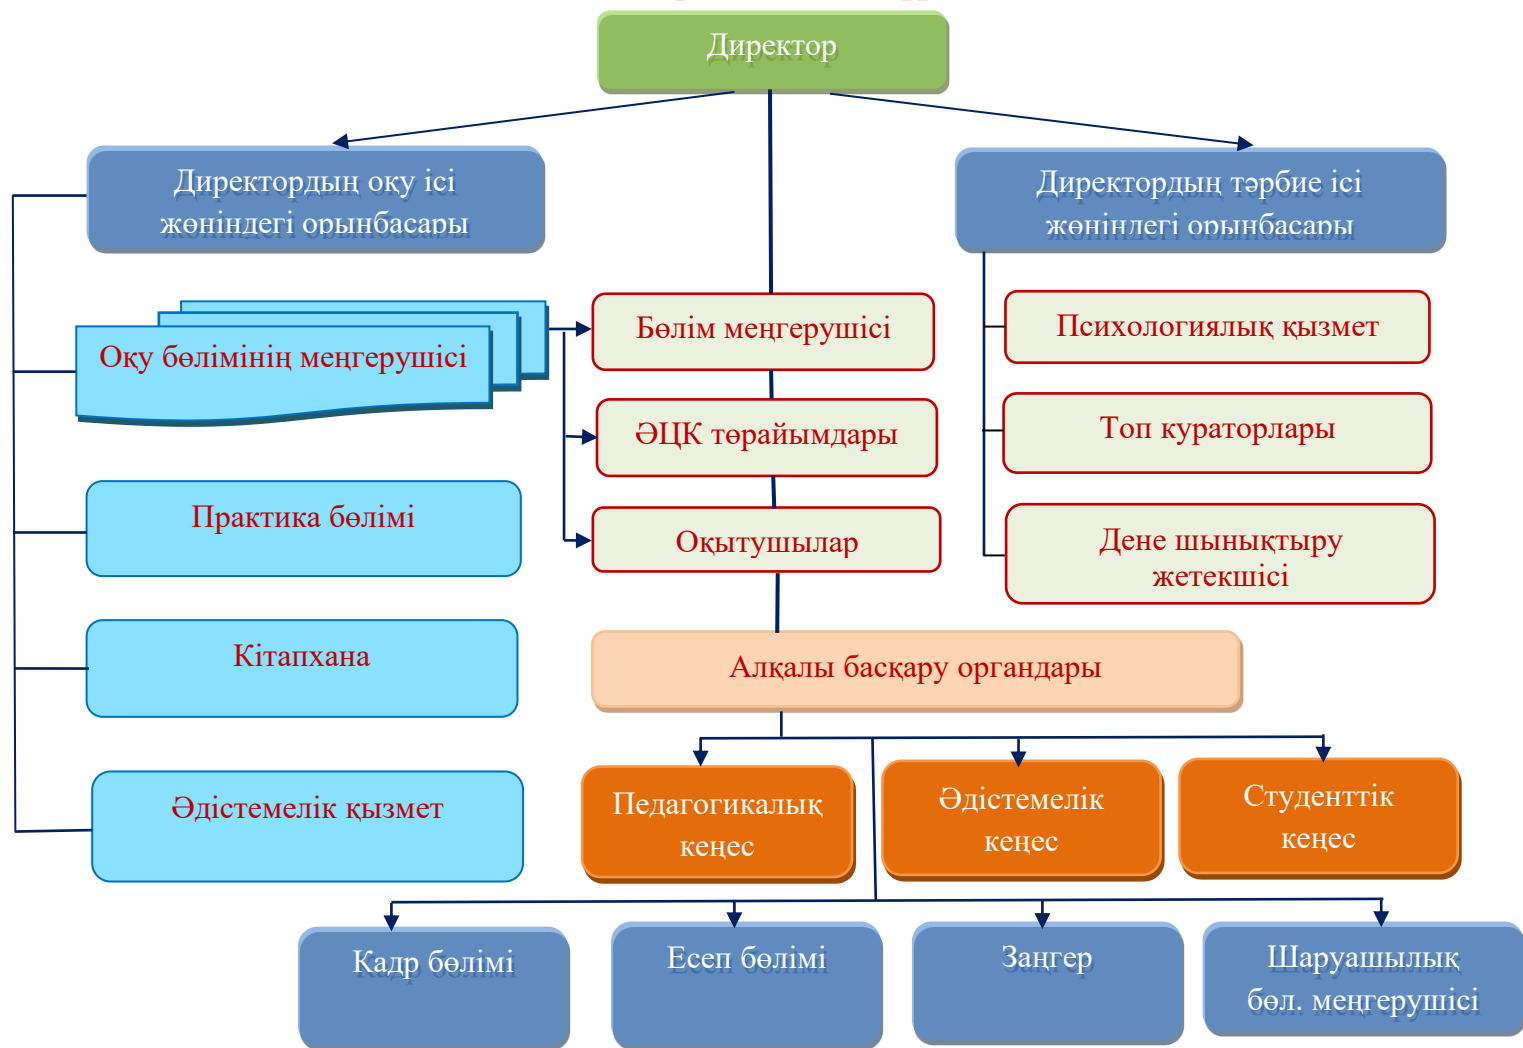 Директор
Директордың оқу ісі
жөніндегі орынбасары
Директордың тәрбие ісі
жөніндегі орынбасары
Оқу бөлімінің меңгерушісі
Бөлім меңгерушісі
Психологиялық қызмет
ӘЦК төрайымдары
Топ кураторлары
Практика бөлімі
Оқытушылар
Дене шынықтыру
жетекшісі
Кітапхана
Алқалы басқару органдары
Әдістемелік қызмет
Педагогикалық
кеңес
Әдістемелік
кеңес
Студенттік
кеңес
Кадр бөлімі
Есеп бөлімі
Заңгер
Шаруашылық
бөл. меңгерушісі